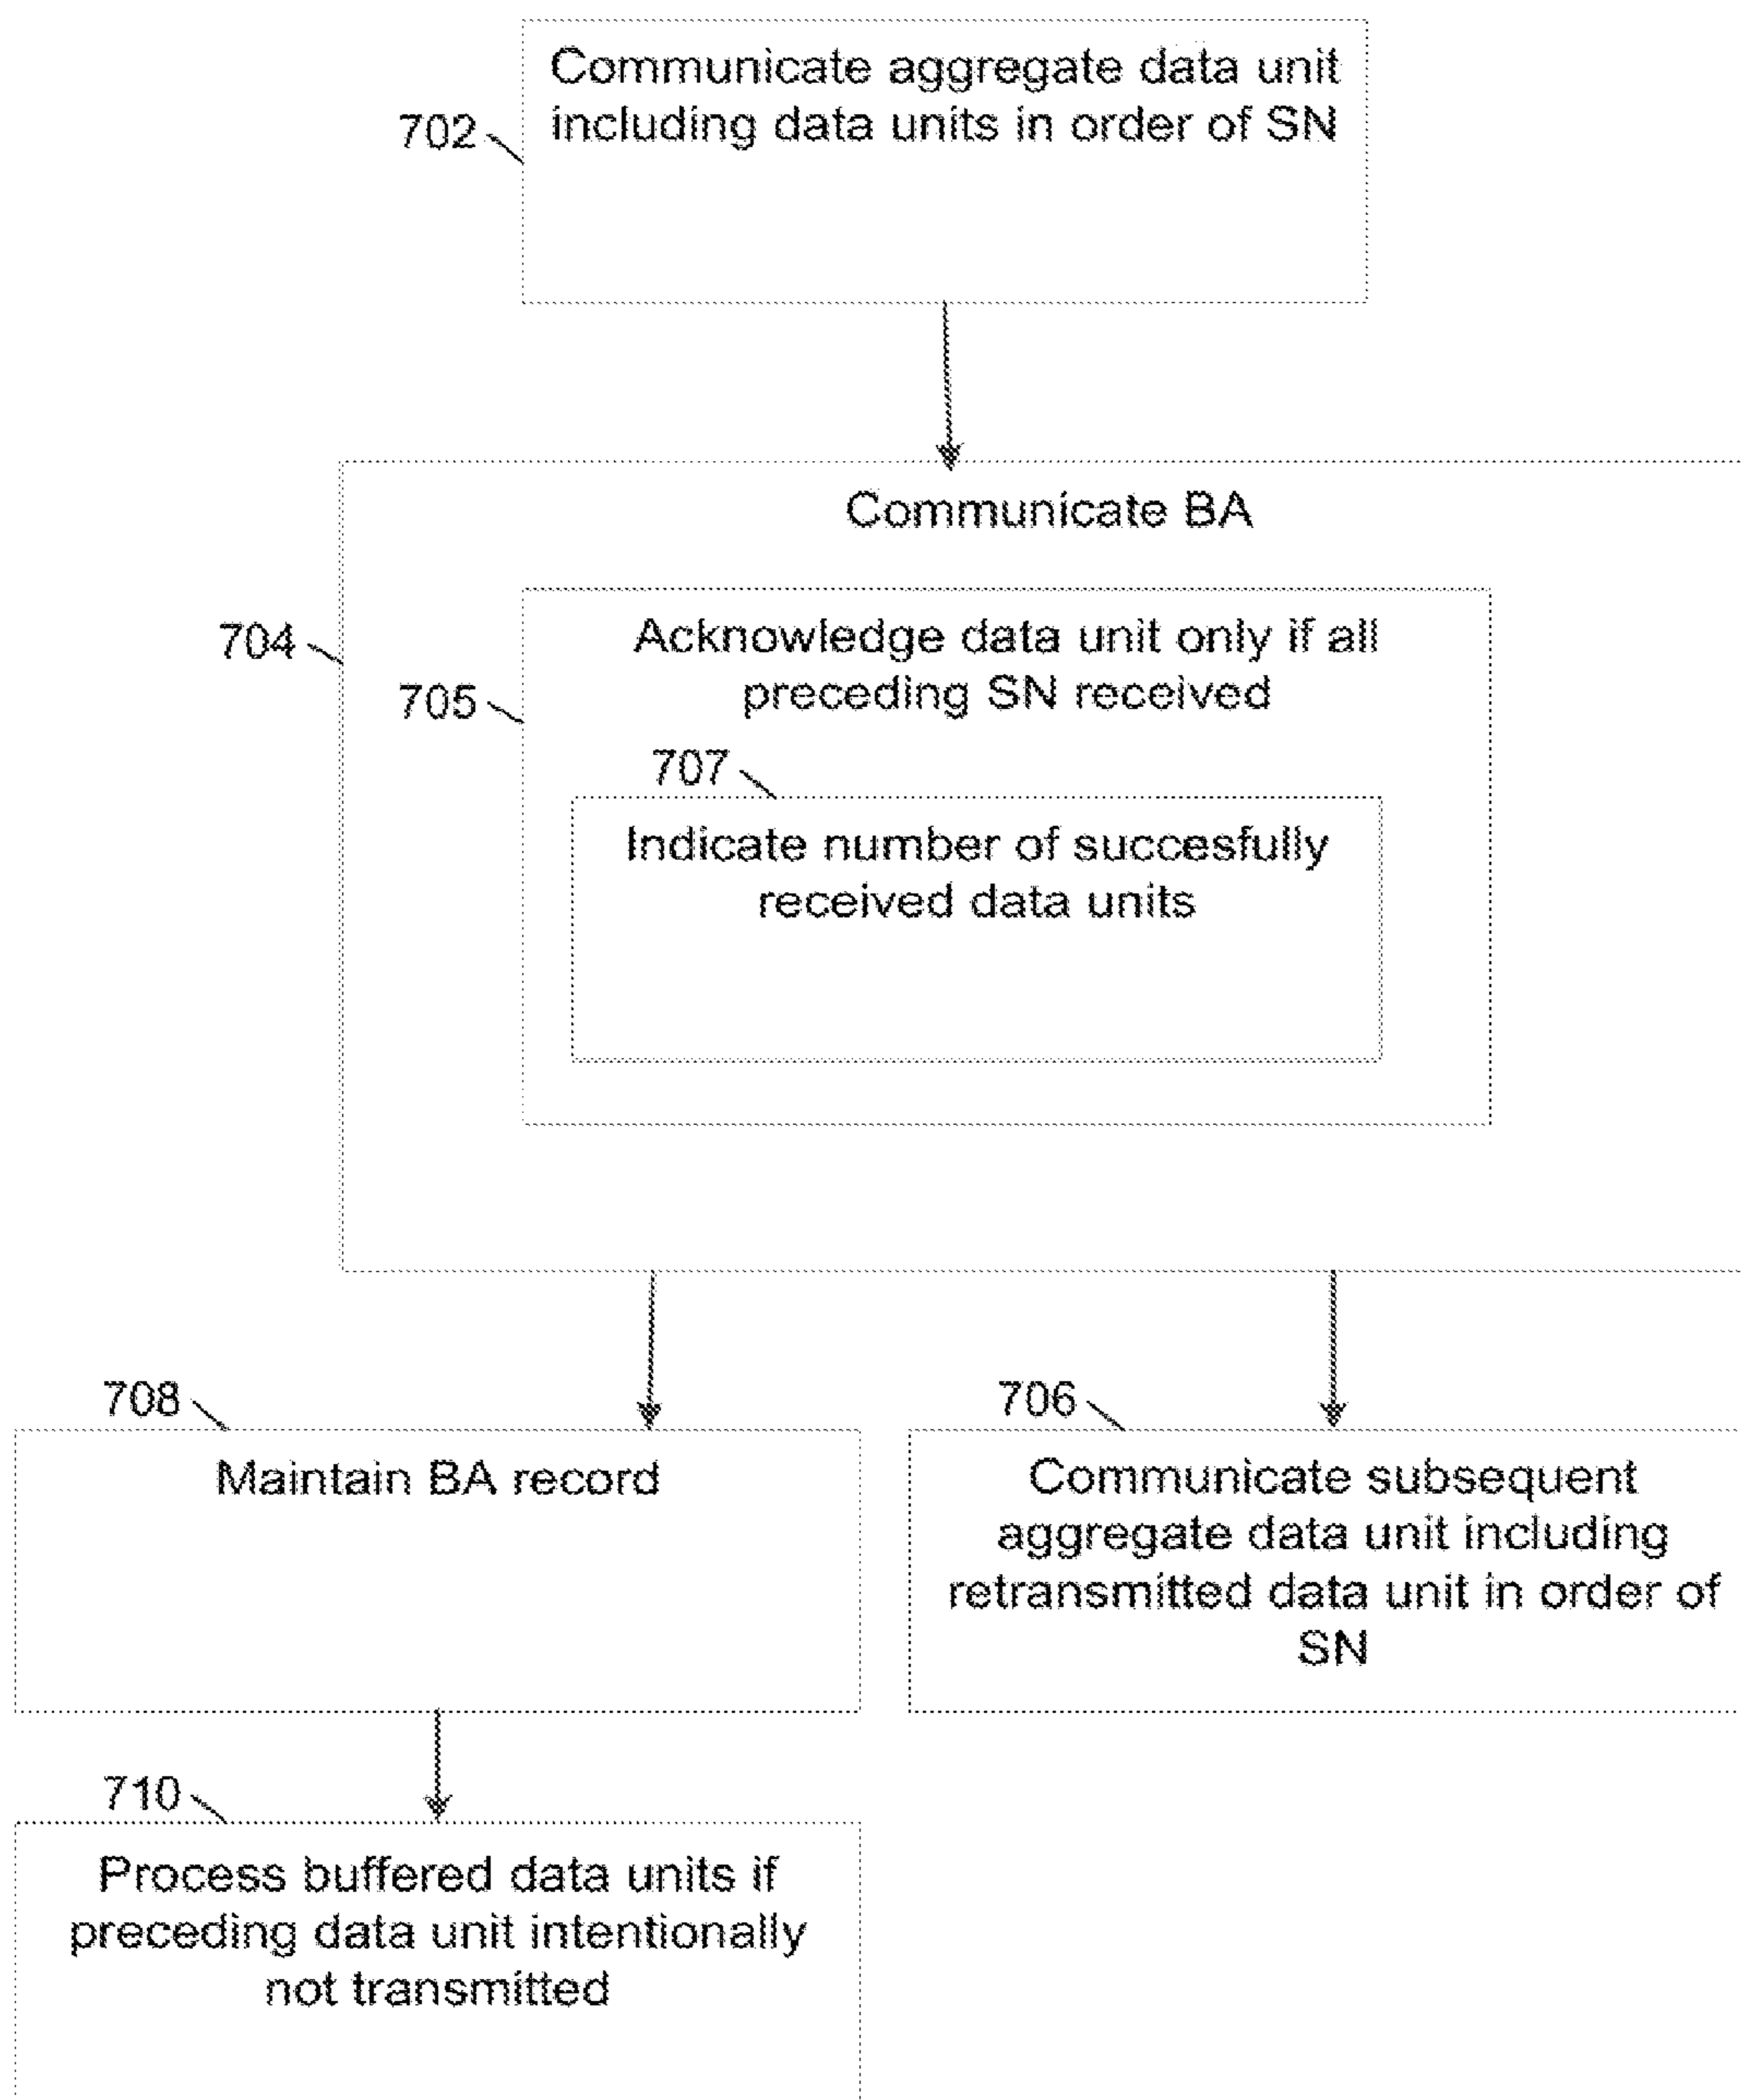 Communicate aggregate data unit
including data units in order of SN
702
Communicate BA
704
Acknowledge data unit only if all
preceding SN received
705
707
Indicate number of succesfully
received data units
708
Maintain BA record
706
Communicate subsequent
aggregate data unit including
retransmitted data unit in order of
SN
710
Process buffered data units if
preceding data unit intentionally
not transmitted